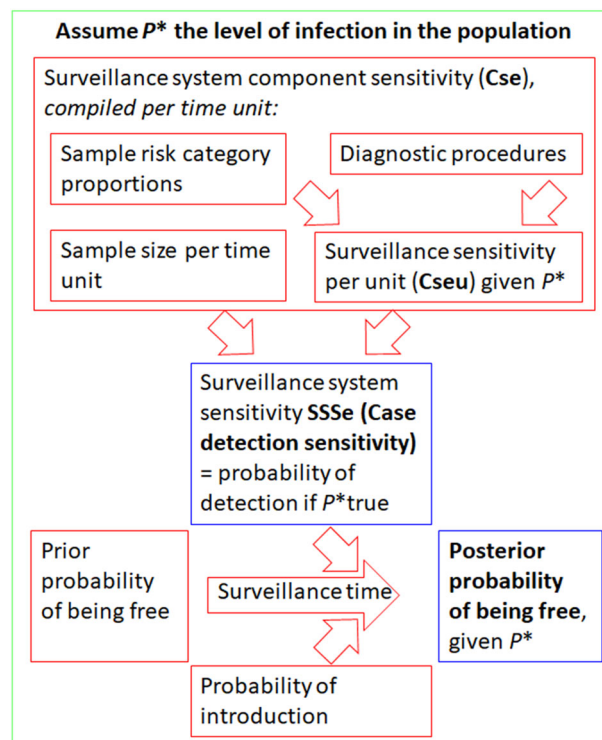 Assume P* the level of infection in the population
Surveillance system component sensitivity (Cse),
compiled per time unit:
Sample risk category
proportions
Diagnostic procedures
Sample size per time
unit
Surveillance sensitivity
per unit (Cseu) given P*
Surveillance system
sensitivity SSSe (Case
detection sensitivity)
= probability of
detection if P*true
Prior
probability
of being free
Surveillance time
Posterior
probability
of being free,
given P*
Probability of
introduction